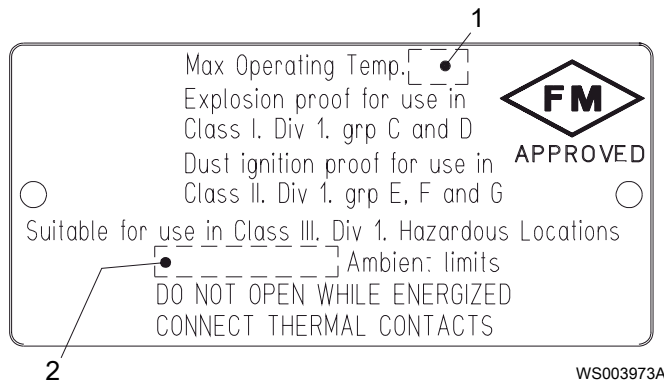 1
Max Operating Temp.
Explosion proof for use in
Class I. Div 1. grp C and D
FM
APPROVED
Dust ignition proof for use in
Class II. Div 1. grp E, F and G
Suitable for use in Class III. Div 1. Hazardous Locations
Ambient limits
DO NOT OPEN WHILE ENERGIZED
CONNECT THERMAL CONTACTS
2
WS003973A